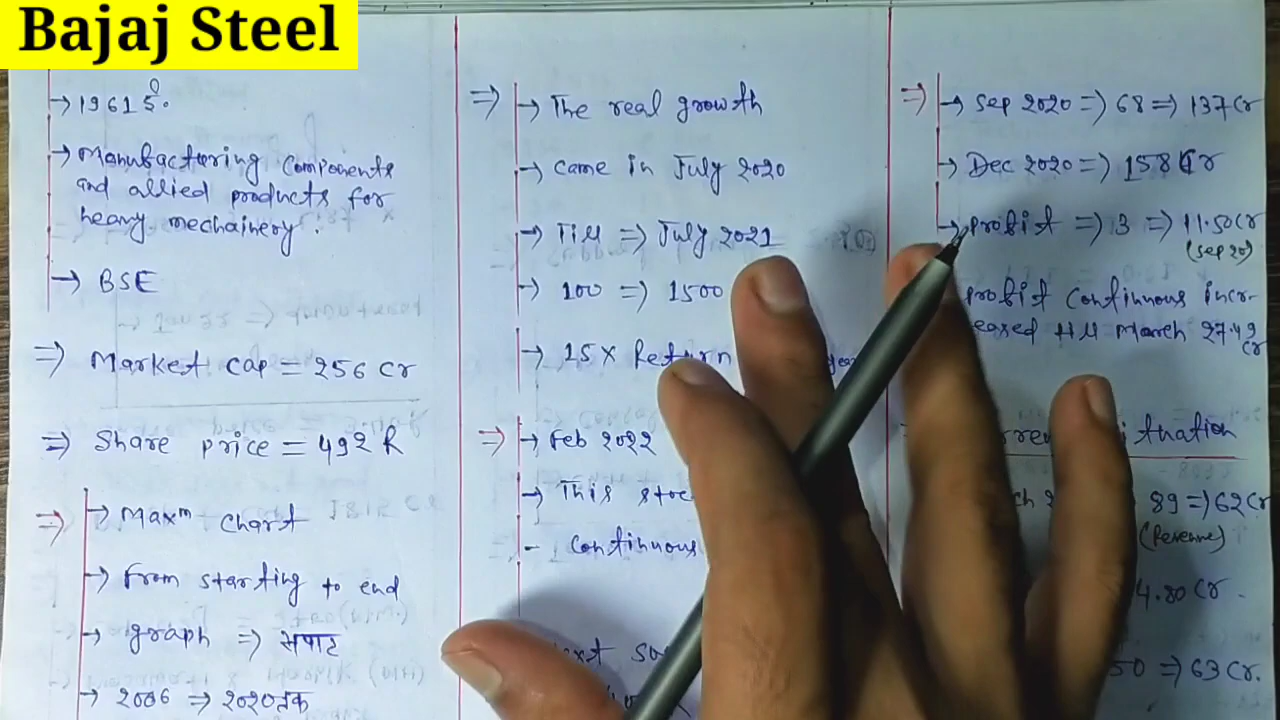 Bajaj Steel
→ 1961 ई.
→ Manufacturing components
and allied products for
heavy mechainery.
→ BSE
⇒ Market cap = 256 Cr
⇒ Share price = 492 R
⇒ → Maxᵐ chart
→ From starting to end
→ graph ⇒ सपाट
→ 2006 ⇒ 2020 तक
⇒ → The real growth
→ came in July 2020
→ Till ⇒ July 2021
→ 100 ⇒ 1500
→ 15x Return
⇒ → Feb 2022
→ This
- continuous
⇒ → Sep 2020 ⇒ 68 ⇒ 137 Cr
→ Dec 2020 ⇒ 158 Cr
→ Profit ⇒ 3 ⇒ 11.50 Cr
(Sep 20)
Profit continuous incr-
eased till March 27.49
Cr
89 ⇒ 62 Cr
(Revenue)
4.80 Cr.
50 ⇒ 63 Cr.